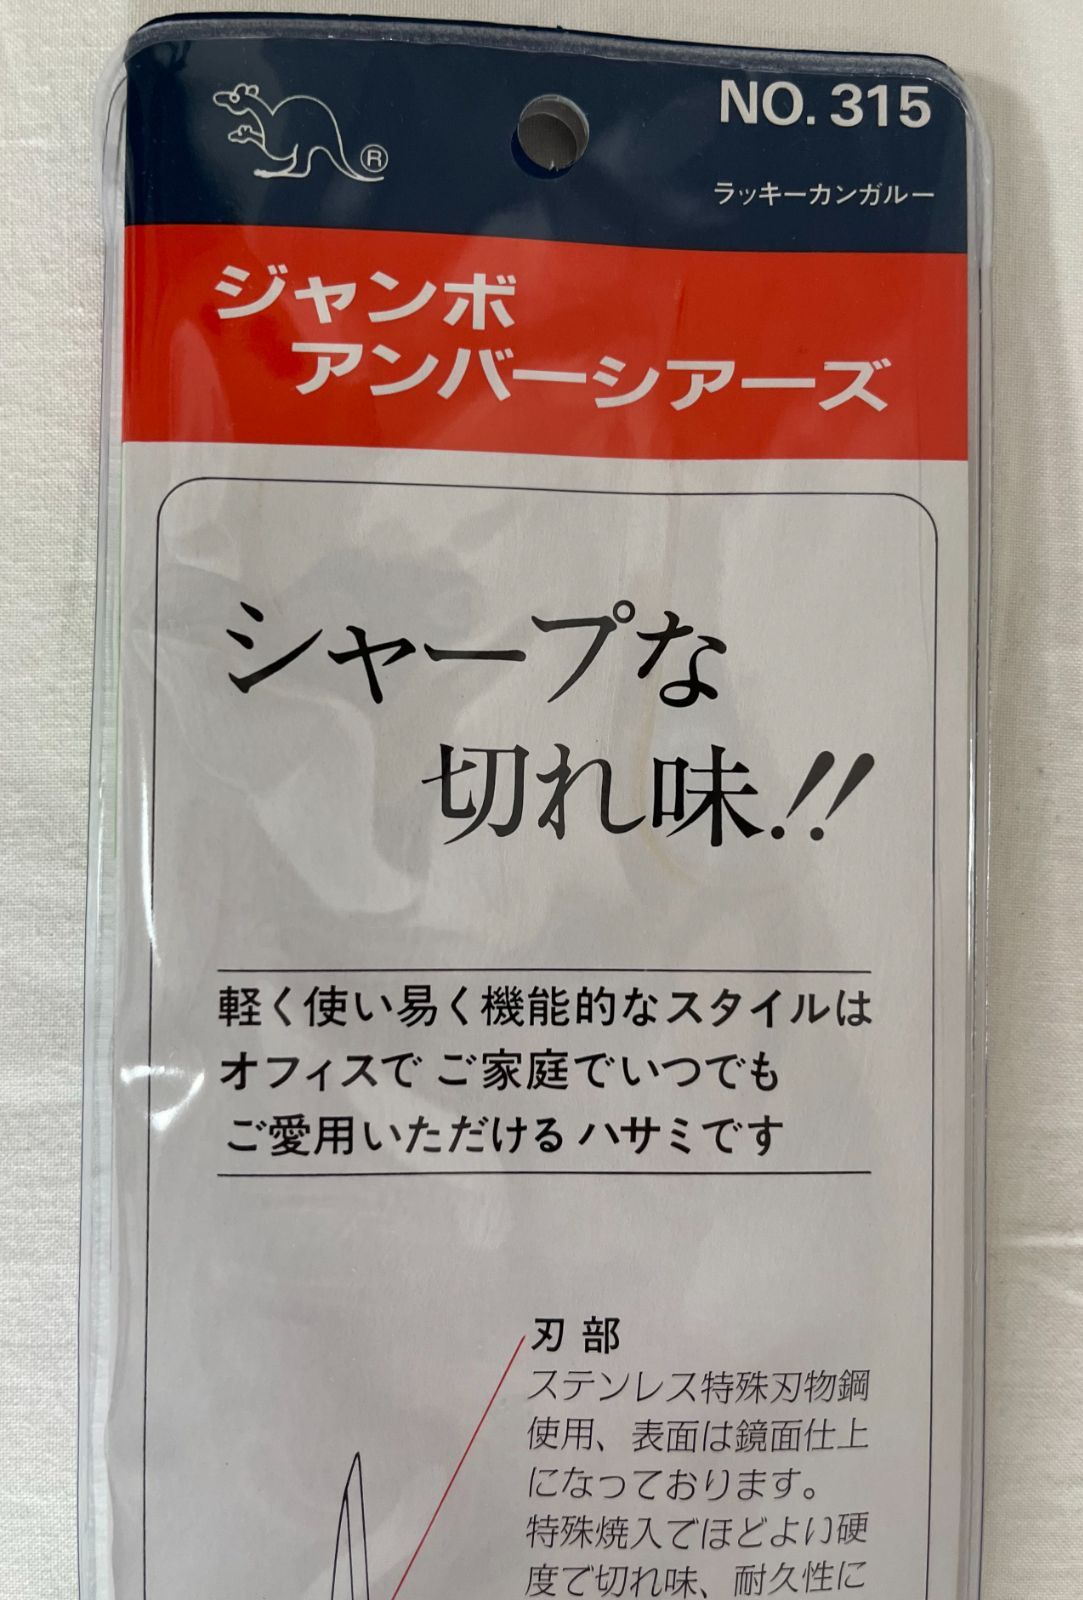 ®
NO. 315
ラッキーカンガルー
ジャンボ
アンバーシアーズ
シャープな
切れ味!!
軽く使い易く機能的なスタイルは
オフィスで ご家庭でいつでも
ご愛用いただける ハサミです
刃部
ステンレス特殊刃物鋼
使用、表面は鏡面仕上
になっております。
特殊焼入でほどよい硬
度で切れ味、耐久性に